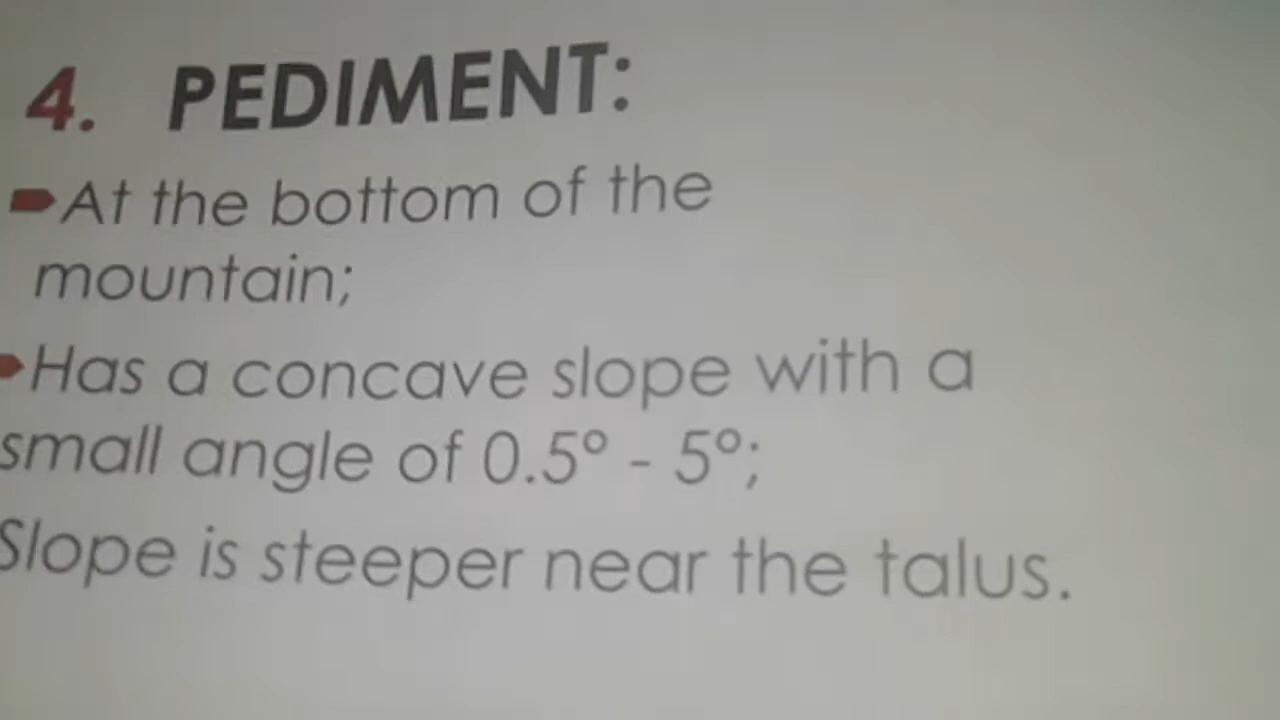 4. PEDIMENT:
At the bottom of the
mountain;
Has a concave slope with a
small angle of 0.5° - 5°;
Slope is steeper near the talus.